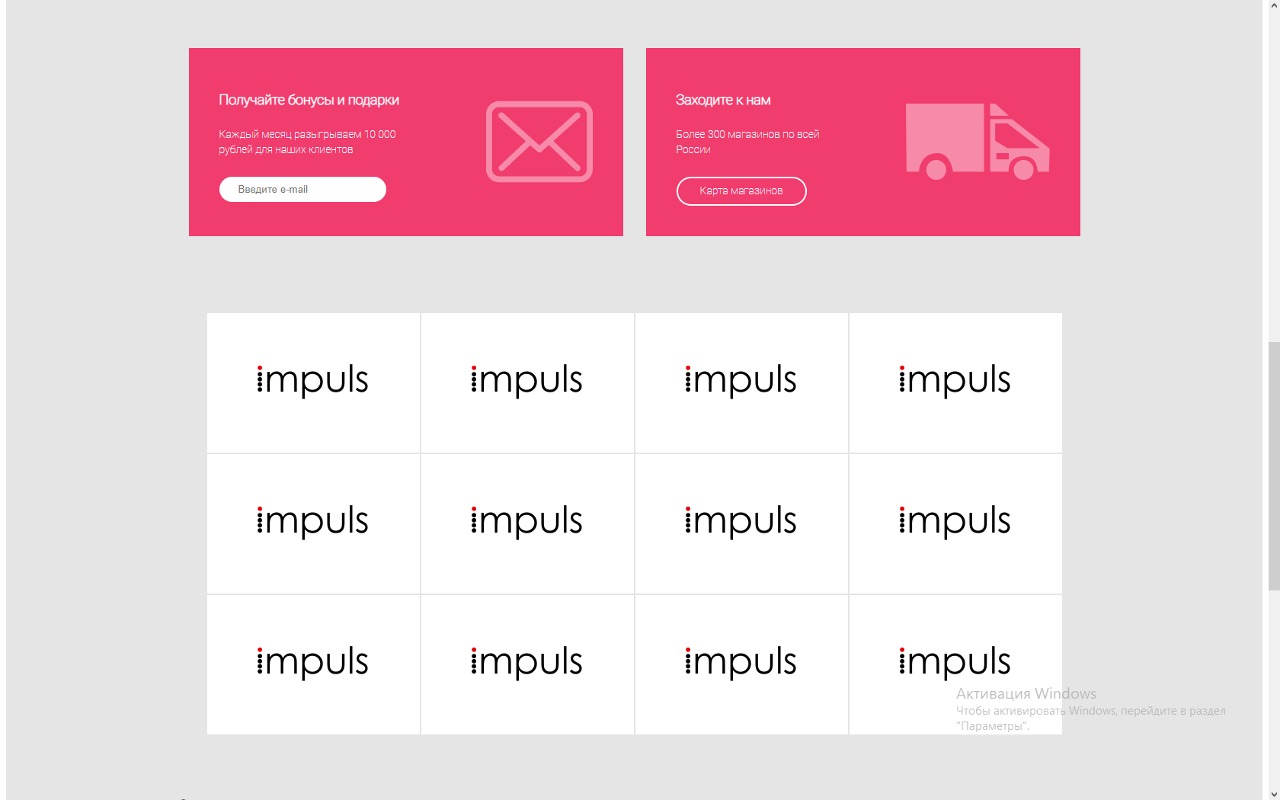 Получайте бонусы и подарки
Каждый месяц разыгрываем 10 000
рублей для наших клиентов
Введите e-mail
Заходите к нам
Более 300 магазинов по всей
России
Карта магазинов
impuls impuls impuls impuls
impuls impuls impuls impuls
impuls impuls impuls impuls
Активация Windows
Чтобы активировать Windows, перейдите в раздел
"Параметры".